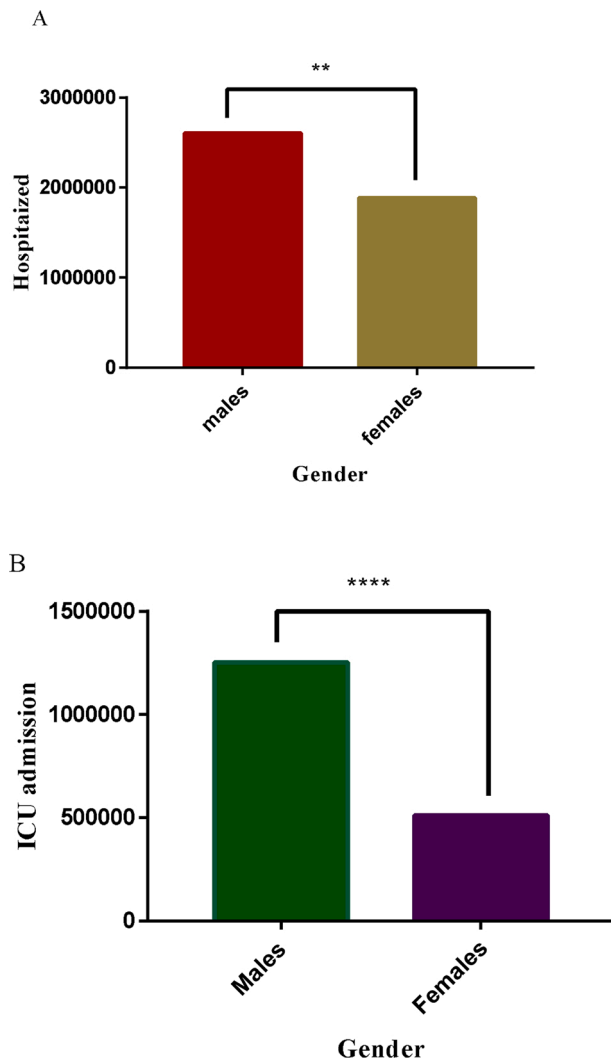 A
**
3000000
2000000
1000000
0
Hospitaized
males
females
Gender
B
****
1500000
1000000
500000
0
ICU admission
Males
Females
Gender